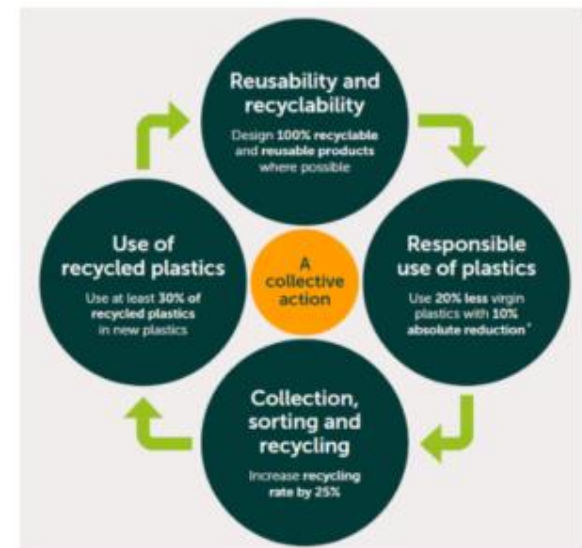 Reusability and
recyclability
Design 100% recyclable
and reusable products
where possible
Use of
recycled plastics
Use at least 30% of
recycled plastics
in new plastics
A
collective
action
Responsible
use of plastics
Use 20% less virgin
plastics with 10%
absolute reduction*
Collection,
sorting and
recycling
Increase recycling
rate by 25%